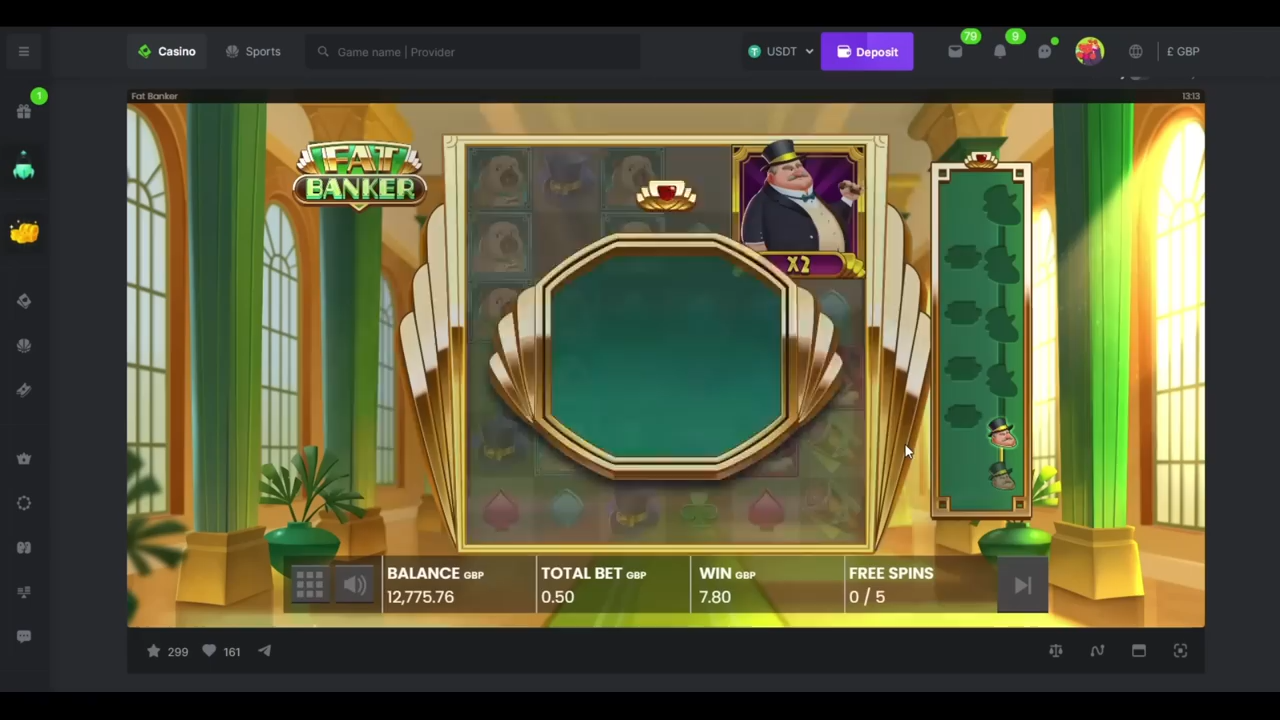 Casino
Sports
Game name | Provider
USDT
Deposit
79
9
£ GBP
1
Fat Banker
13:13
FAT
BANKER
X2
BALANCE GBP
12,775.76
TOTAL BET GBP
0.50
WIN GBP
7.80
FREE SPINS
0 / 5
299
161